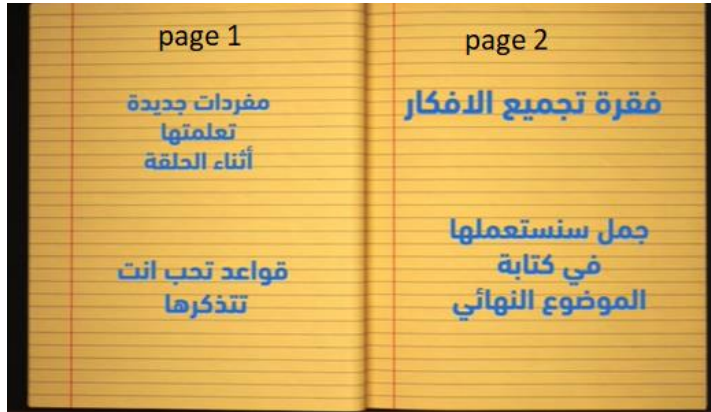 page 1
مفردات جديدة
تعلمتها
أثناء الحلقة
قواعد تحب انت
تتذكرها
page 2
فقرة تجميع الافكار
جمل سنستعملها
في كتابة
الموضوع النهائي